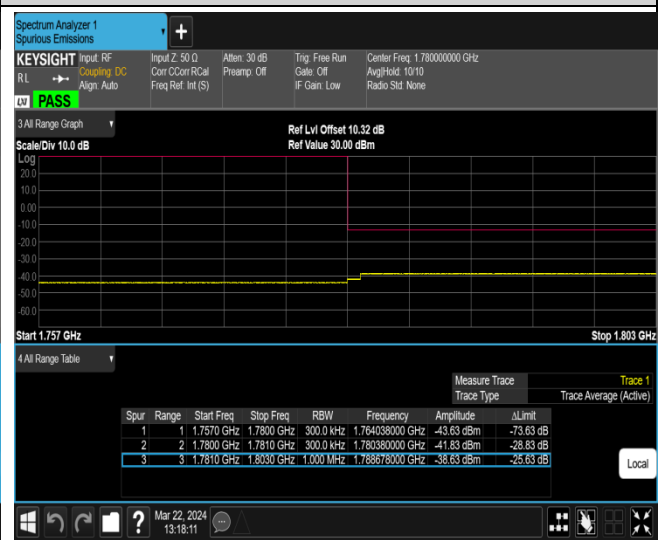 Spectrum Analyzer 1
Spurious Emissions
+
KEYSIGHT Input: RF Input Z: 50 Ω Atten: 30 dB Trig: Free Run Center Freq: 1.780000000 GHz
RL Coupling: DC Corr CCorr RCal Preamp: Off Gate: Off Avg|Hold: 10/10
Align: Auto Freq Ref: Int (S) IF Gain: Low Radio Std: None
LXI PASS
3 All Range Graph
Ref Lvl Offset 10.32 dB
Scale/Div 10.0 dB Ref Value 30.00 dBm
Log
20.0
10.0
0.00
-10.0
-20.0
-30.0
-40.0
-50.0
-60.0
Start 1.757 GHz Stop 1.803 GHz
4 All Range Table
Measure Trace Trace 1
Trace Type Trace Average (Active)
Spur Range Start Freq Stop Freq RBW Frequency Amplitude ΔLimit
1 1 1.7570 GHz 1.7800 GHz 300.0 kHz 1.764038000 GHz -43.63 dBm -73.63 dB
2 2 1.7800 GHz 1.7810 GHz 300.0 kHz 1.780380000 GHz -41.83 dBm -28.83 dB
3 3 1.7810 GHz 1.8030 GHz 1.000 MHz 1.788678000 GHz -38.63 dBm -25.63 dB
Local
? Mar 22, 2024
13:18:11